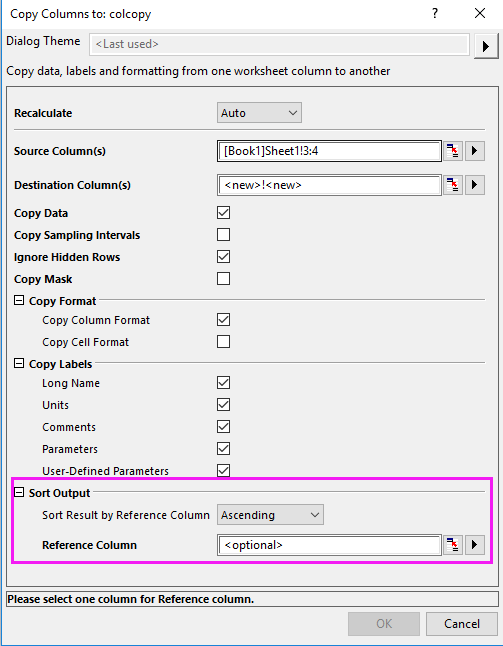 Copy Columns to: colcopy ? ×
Dialog Theme <Last used>
Copy data, labels and formatting from one worksheet column to another
Recalculate Auto
Source Column(s) [Book1]Sheet1!3:4
Destination Column(s) <new>!<new>
Copy Data
Copy Sampling Intervals
Ignore Hidden Rows
Copy Mask
Copy Format
Copy Column Format
Copy Cell Format
Copy Labels
Long Name
Units
Comments
Parameters
User-Defined Parameters
Sort Output
Sort Result by Reference Column Ascending
Reference Column <optional>
Please select one column for Reference column.
OK Cancel